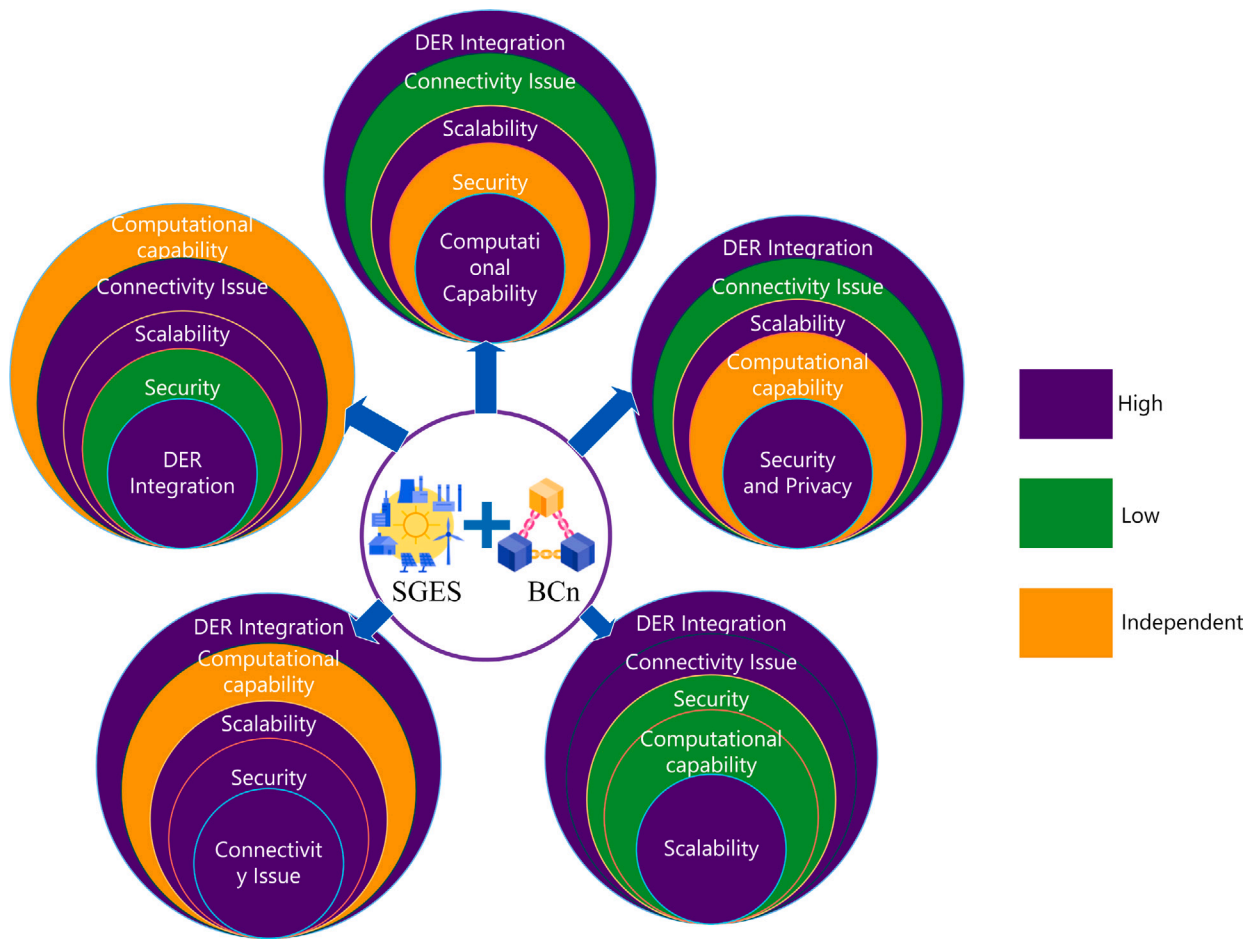 DER Integration
Connectivity Issue
Scalability
Security
Computati
onal
Capability
Computational
capability
Connectivity Issue
Scalability
Security
DER
Integration
DER Integration
Connectivity Issue
Scalability
Computational
capability
Security
and Privacy
High
Low
Independent
SGES
BCn
DER Integration
Computational
capability
Scalability
Security
Connectivit
y Issue
DER Integration
Connectivity Issue
Security
Computational
capability
Scalability